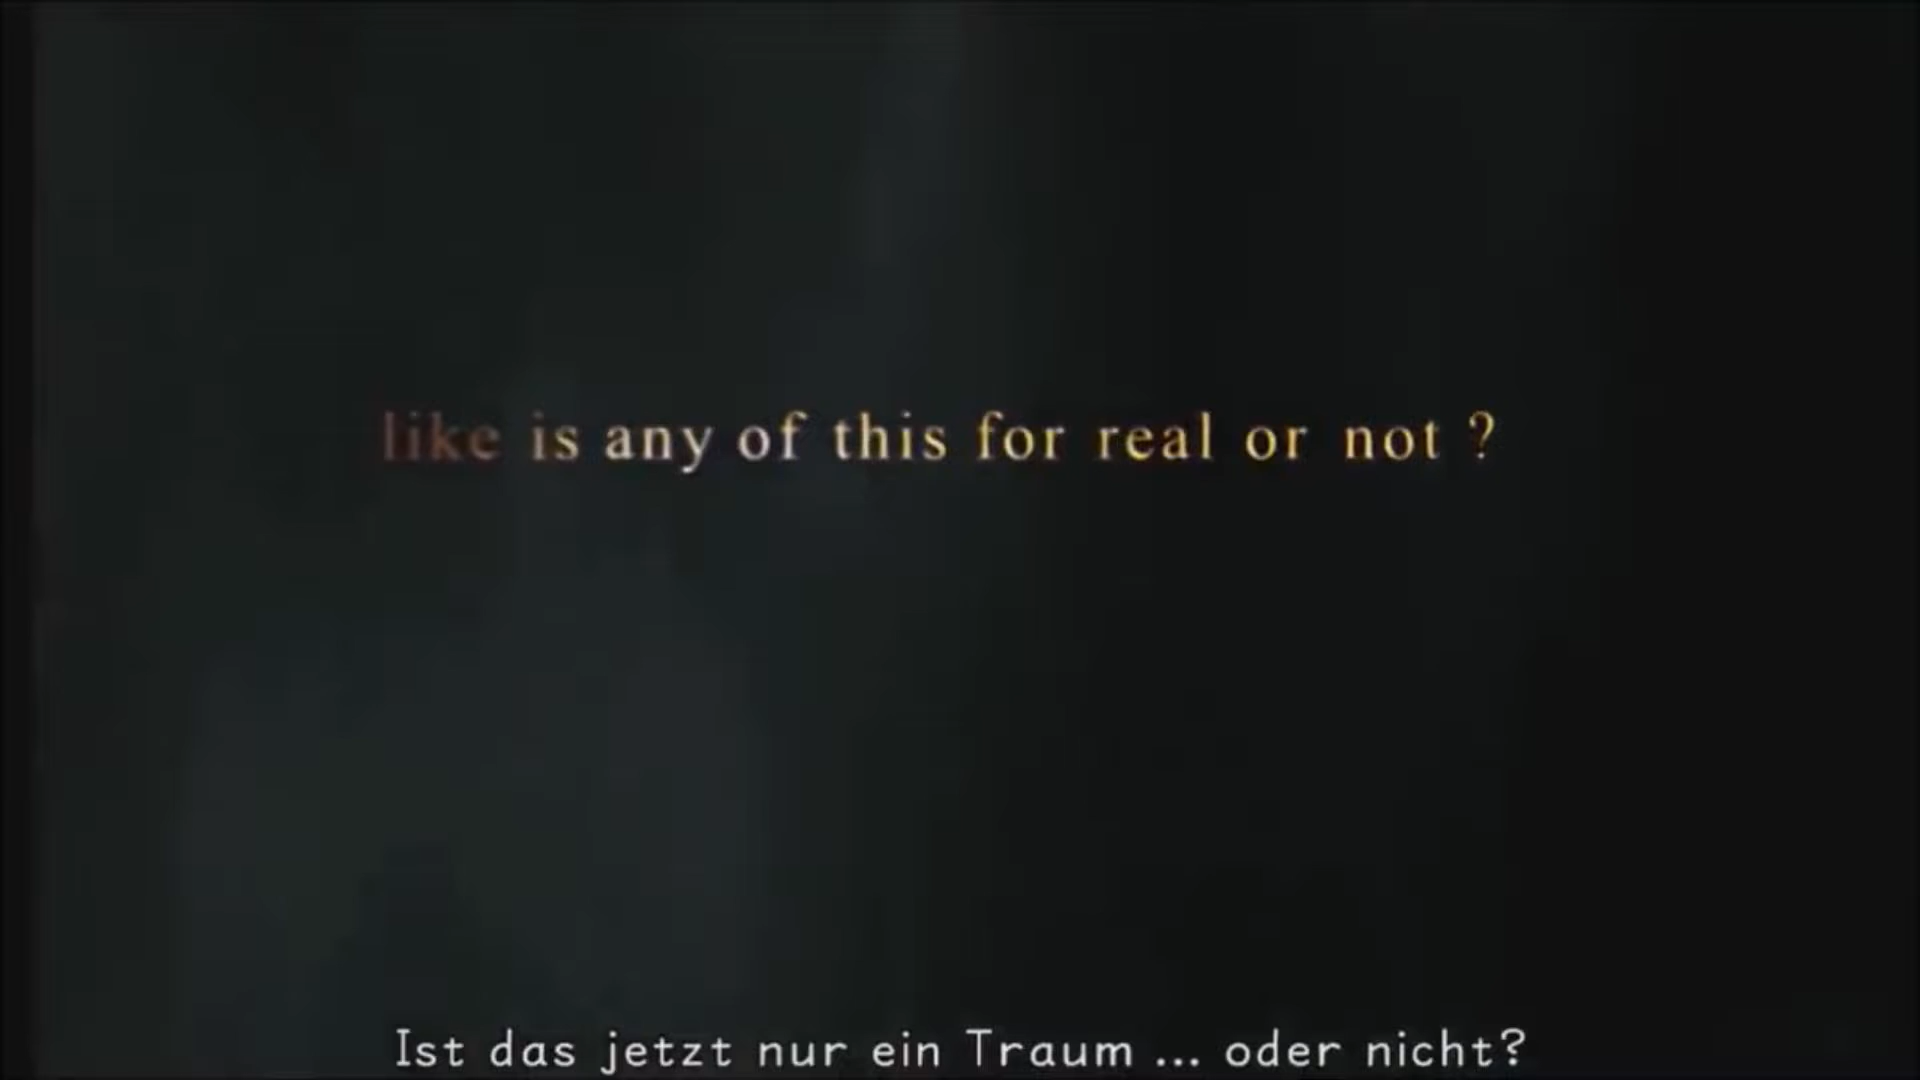 like is any of this for real or not ?
Ist das jetzt nur ein Traum ... oder nicht?